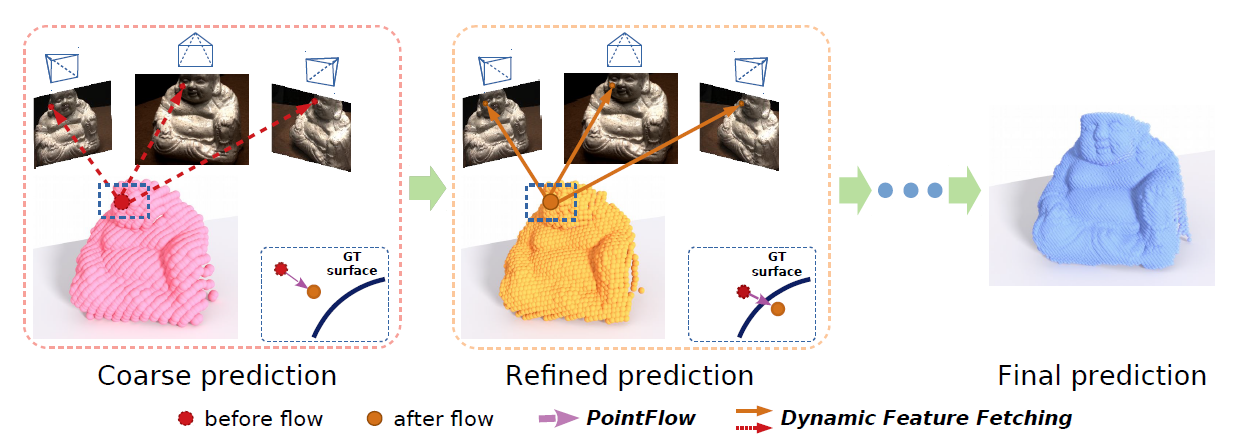 GT
surface
GT
surface
Coarse prediction
Refined prediction
Final prediction
before flow
after flow
PointFlow
Dynamic Feature Fetching